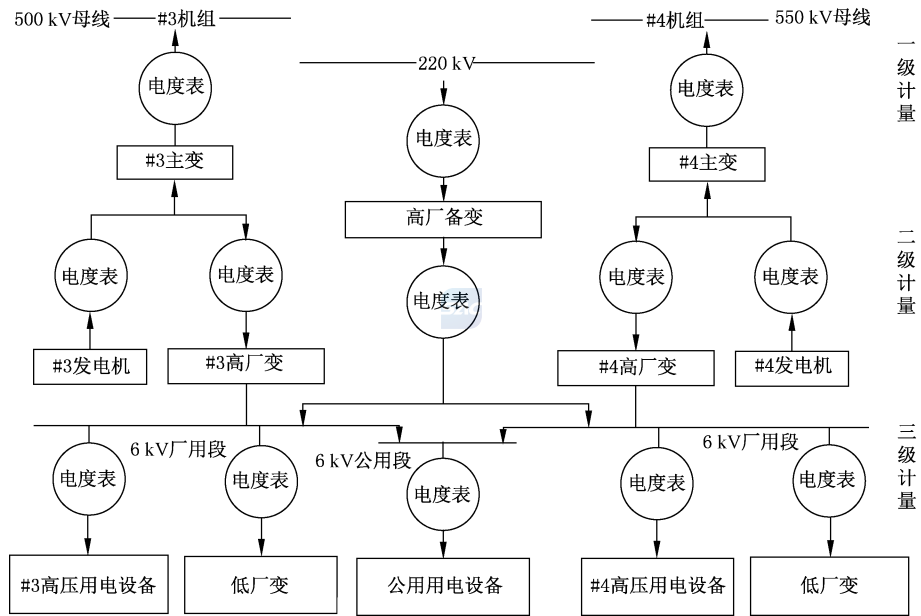 500 kV母线
#3机组
#4机组
550 kV母线
220 kV
一级计量
电度表
电度表
电度表
#3主变
#4主变
高厂备变
二级计量
电度表
电度表
电度表
电度表
电度表
#3发电机
#3高厂变
#4高厂变
#4发电机
三级计量
6 kV厂用段
6 kV公用段
6 kV厂用段
电度表
电度表
电度表
电度表
电度表
#3高压用电设备
低厂变
公用用电设备
#4高压用电设备
低厂变